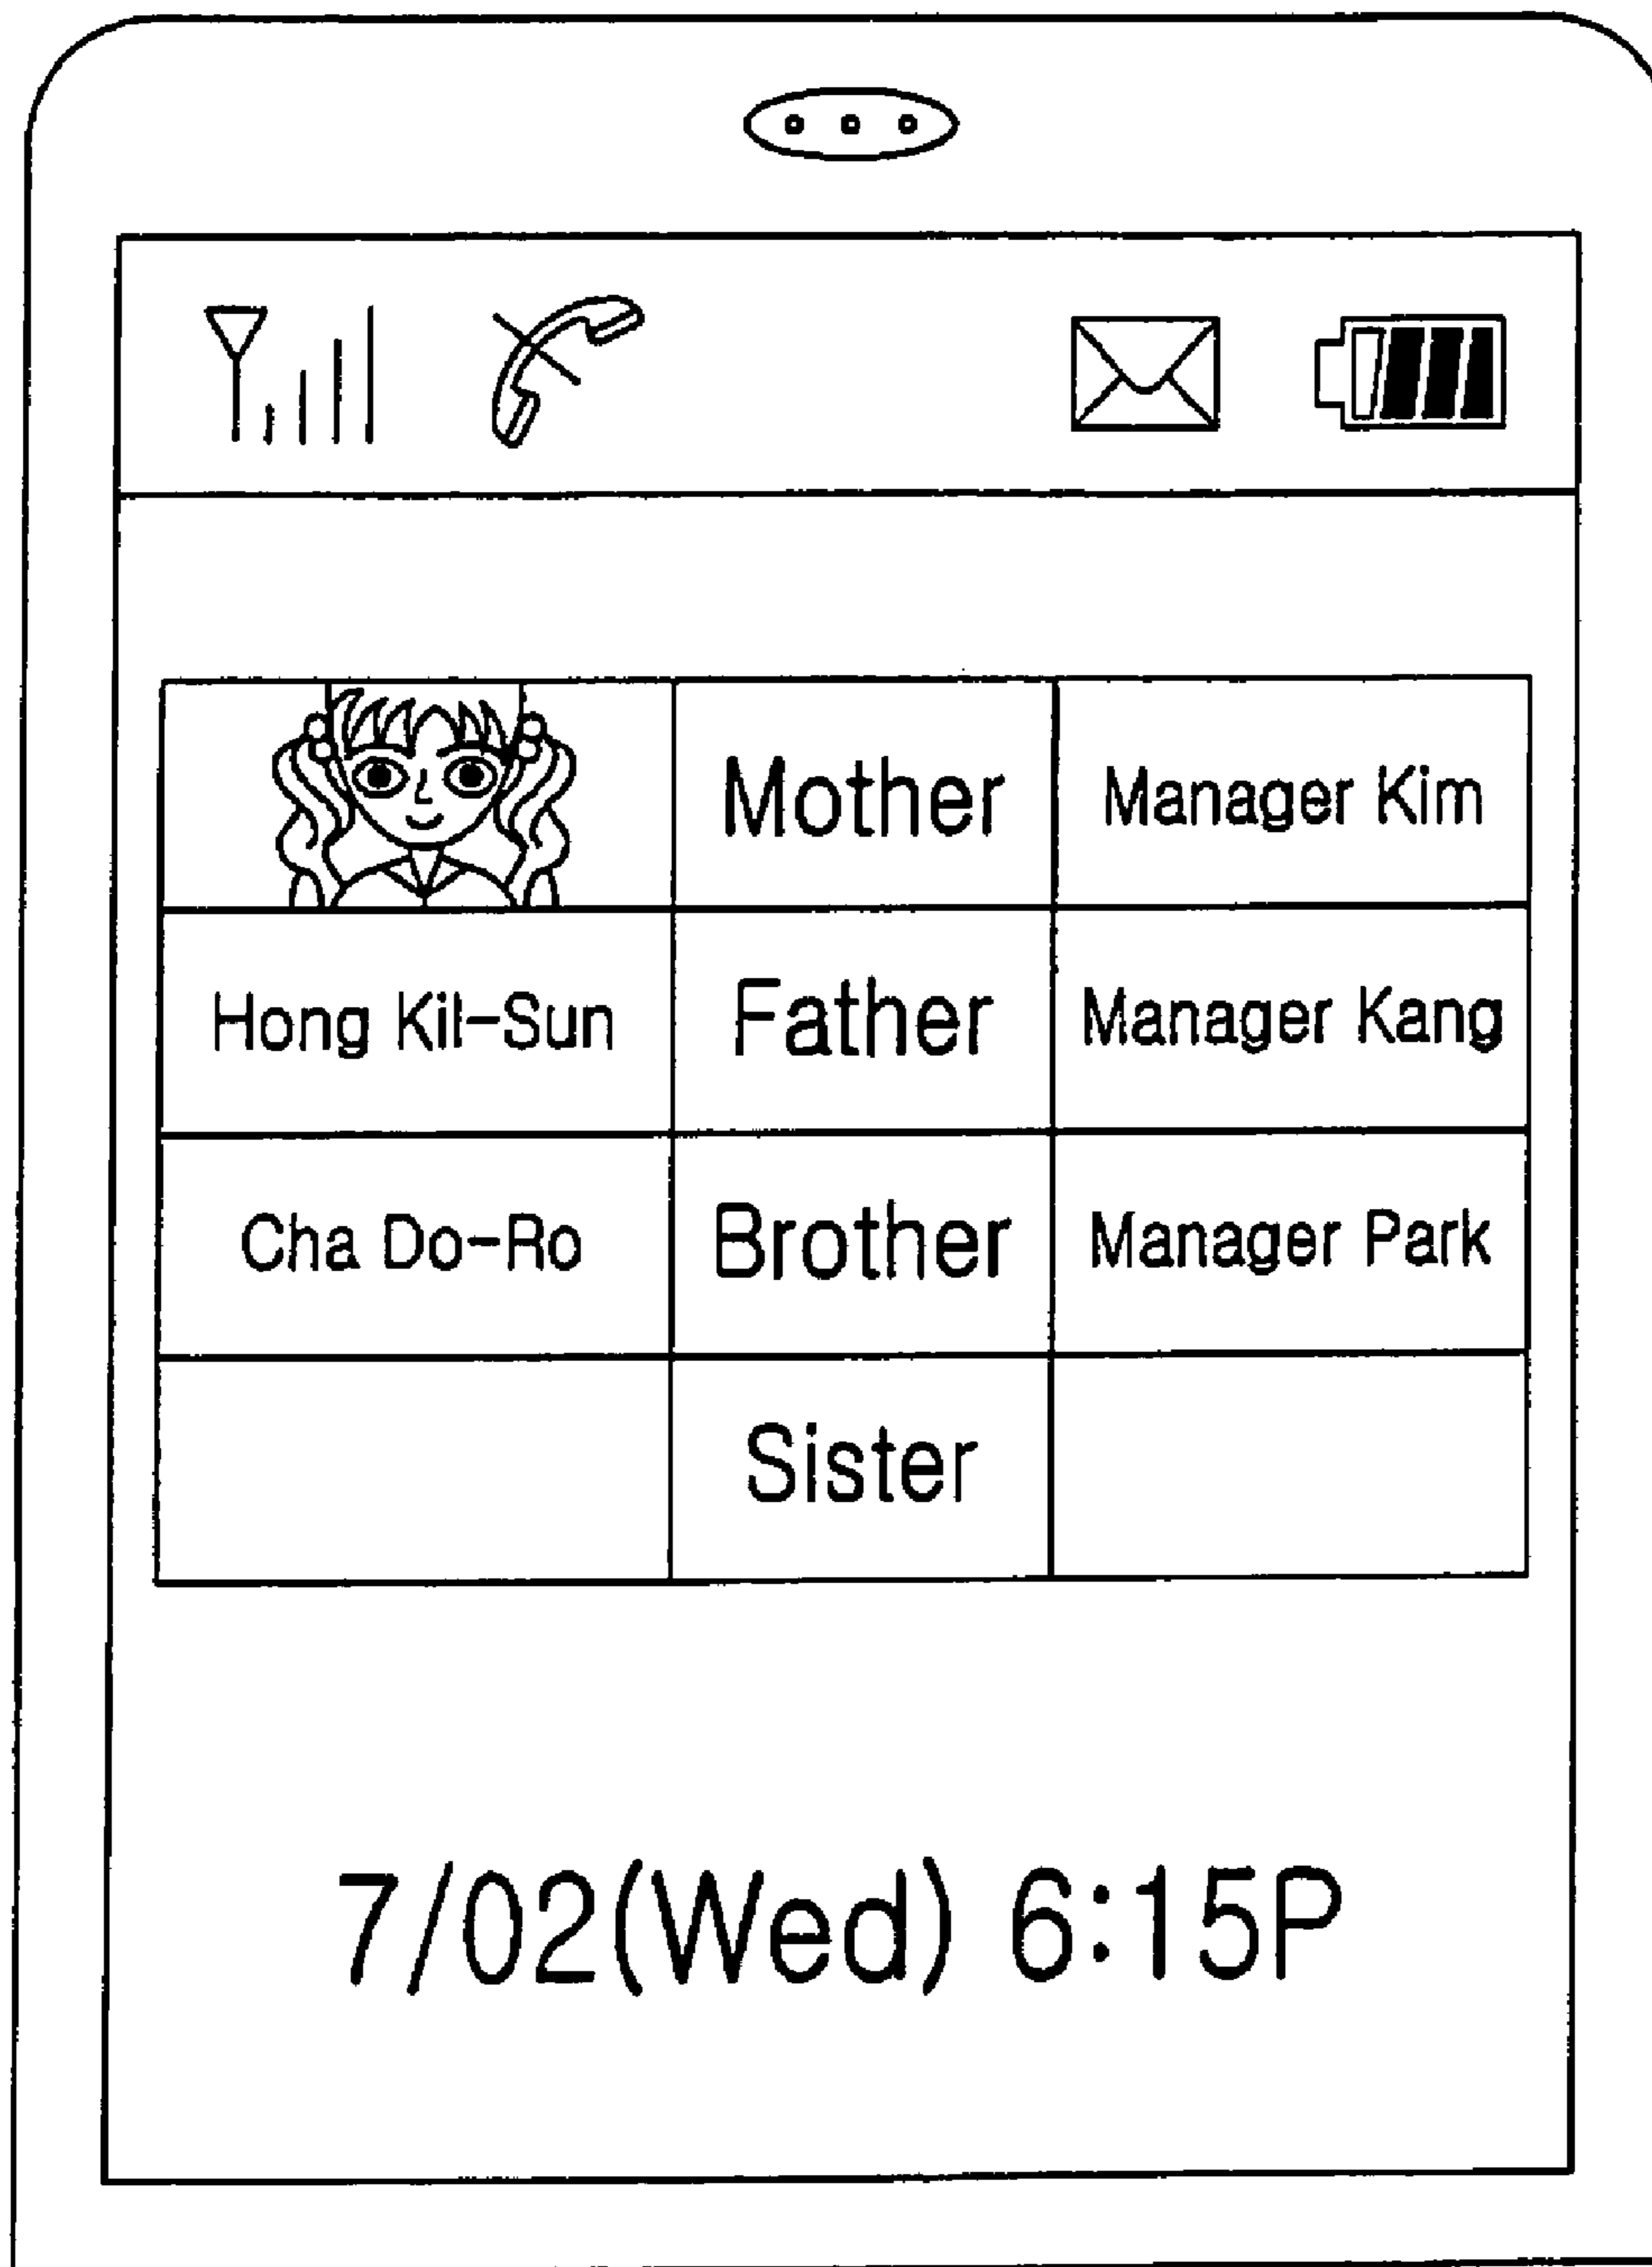 Mother Manager Kim
Hong Kil-Sun Father Manager Kang
Cha Do-Ro Brother Manager Park
Sister
7/02(Wed) 6:15P